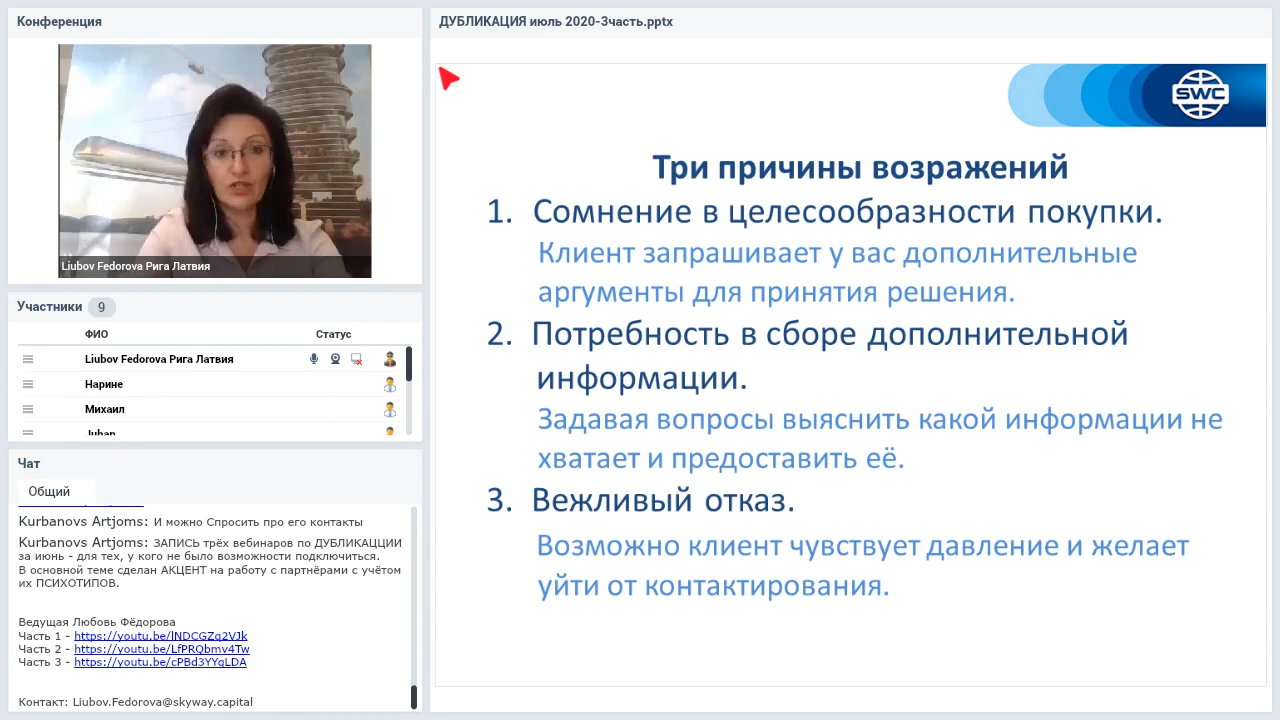 Конференция
Liubov Fedorova Рига Латвия
Участники 9
ФИО Статус
Liubov Fedorova Рига Латвия
Нарине
Михаил
Чат
Общий
Kurbanovs Artjoms: И можно Спросить про его контакты
Kurbanovs Artjoms: ЗАПИСЬ трёх вебинаров по ДУБЛИКАЦЦИИ
за июнь - для тех, у кого не было возможности подключиться.
В основной теме сделан АКЦЕНТ на работу с партнёрами с учётом
их ПСИХОТИПОВ.
Ведущая Любовь Фёдорова
Часть 1 - https://youtu.be/lNDCGZq2VJk
Часть 2 - https://youtu.be/LfPRQbmv4Tw
Часть 3 - https://youtu.be/cPBd3YYqLDA
Контакт: Liubov.Fedorova@skyway.capital
ДУБЛИКАЦИЯ июль 2020-3часть.pptx
SWC
Три причины возражений
1. Сомнение в целесообразности покупки.
Клиент запрашивает у вас дополнительные
аргументы для принятия решения.
2. Потребность в сборе дополнительной
информации.
Задавая вопросы выяснить какой информации не
хватает и предоставить её.
3. Вежливый отказ.
Возможно клиент чувствует давление и желает
уйти от контактирования.